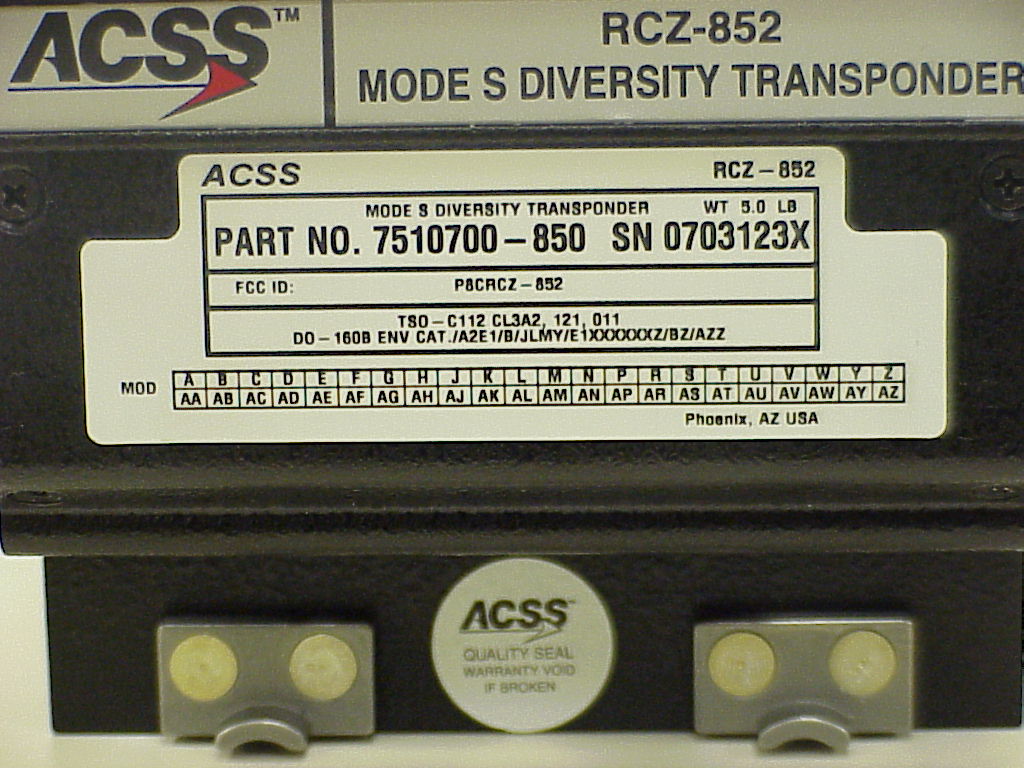 ACSS™
RCZ-852
MODE S DIVERSITY TRANSPONDER
ACSS
RCZ-852
MODE S DIVERSITY TRANSPONDER WT 5.0 LB
PART NO. 7510700-850 SN 0703123X
FCC ID: P8CRCZ-852
TSO-C112 CL3A2, 121, 011
DO-160B ENV CAT./A2E1/B/JLMY/E1XXXXXXZ/BZ/AZZ
MOD
A B C D E F G H J K L M N P R S T U V W Y Z
AA AB AC AD AE AF AG AH AJ AK AL AM AN AP AR AS AT AU AV AW AY AZ
Phoenix, AZ USA
ACSS™
QUALITY SEAL
WARRANTY VOID
IF BROKEN